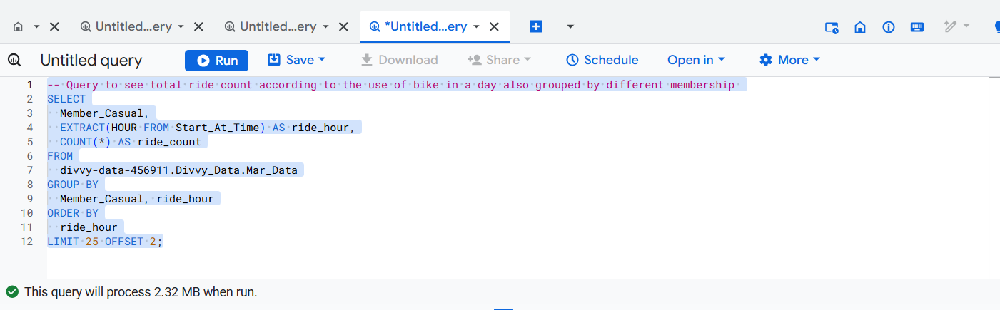 Untitled...ery
Untitled...ery
*Untitled...ery
Untitled query Run Save Download Share Schedule Open in More
1 -- Query to see total ride count according to the use of bike in a day also grouped by different membership
2 SELECT
3 Member_Casual,
4 EXTRACT(HOUR FROM Start_At_Time) AS ride_hour,
5 COUNT(*) AS ride_count
6 FROM
7 divvy-data-456911.Divvy_Data.Mar_Data
8 GROUP BY
9 Member_Casual, ride_hour
10 ORDER BY
11 ride_hour
12 LIMIT 25 OFFSET 2;
This query will process 2.32 MB when run.